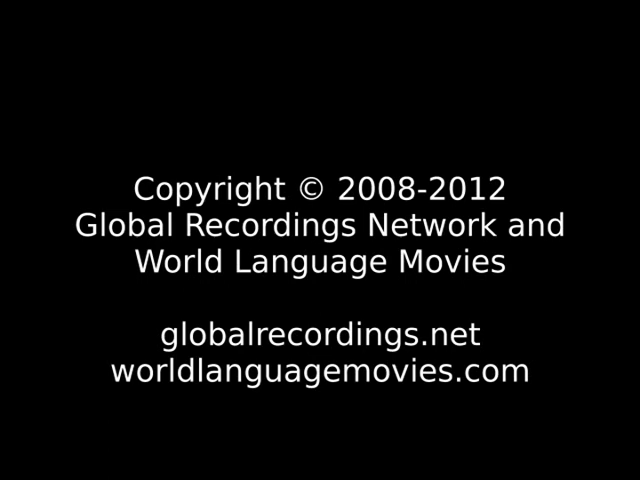 Copyright © 2008-2012
Global Recordings Network and
World Language Movies
globalrecordings.net
worldlanguagemovies.com